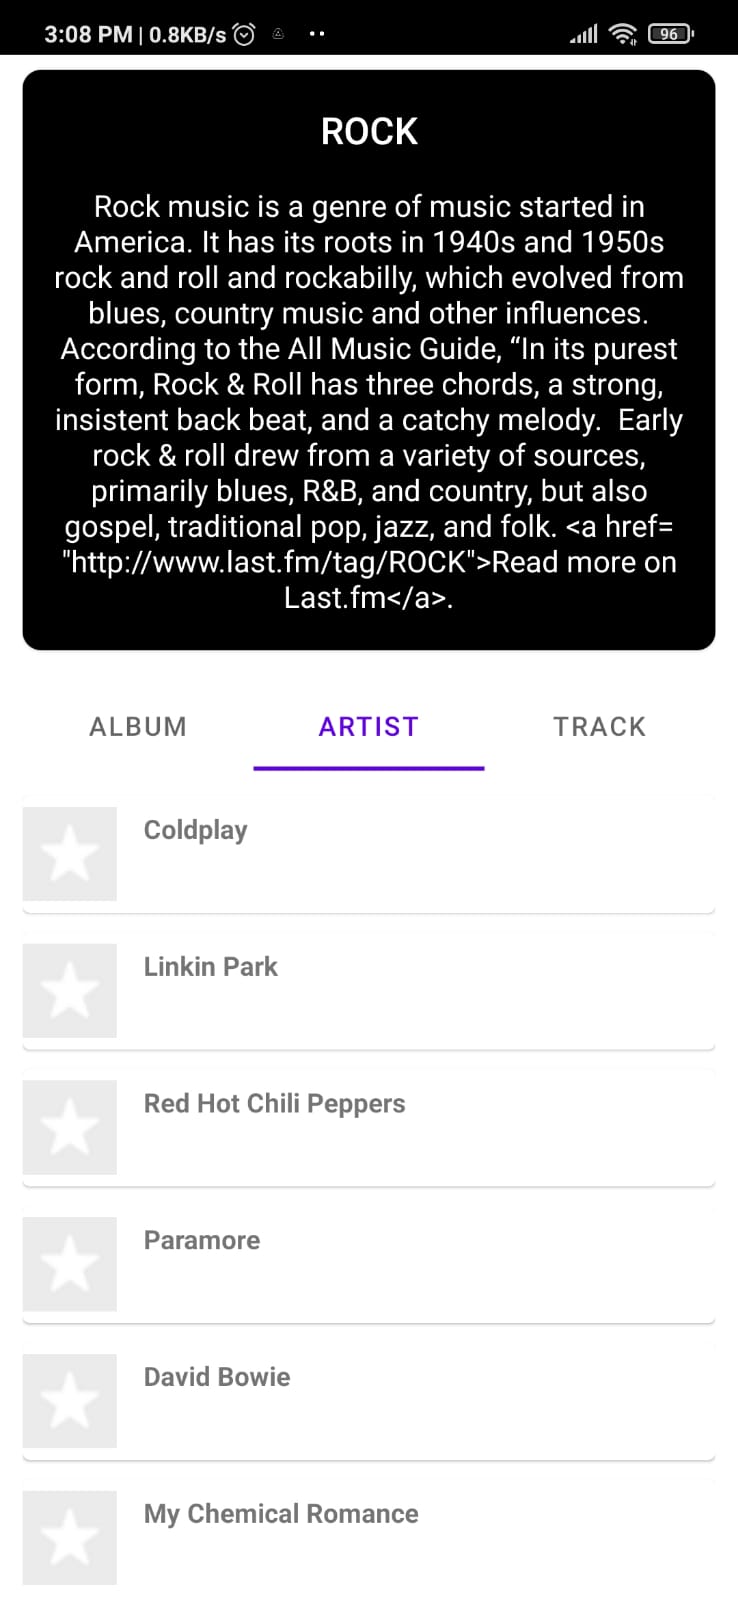 3:08 PM | 0.8KB/s
96
ROCK
Rock music is a genre of music started in
America. It has its roots in 1940s and 1950s
rock and roll and rockabilly, which evolved from
blues, country music and other influences.
According to the All Music Guide, “In its purest
form, Rock & Roll has three chords, a strong,
insistent back beat, and a catchy melody.  Early
rock & roll drew from a variety of sources,
primarily blues, R&B, and country, but also
gospel, traditional pop, jazz, and folk. <a href=
"http://www.last.fm/tag/ROCK">Read more on
Last.fm</a>.
ALBUM ARTIST TRACK
Coldplay
Linkin Park
Red Hot Chili Peppers
Paramore
David Bowie
My Chemical Romance